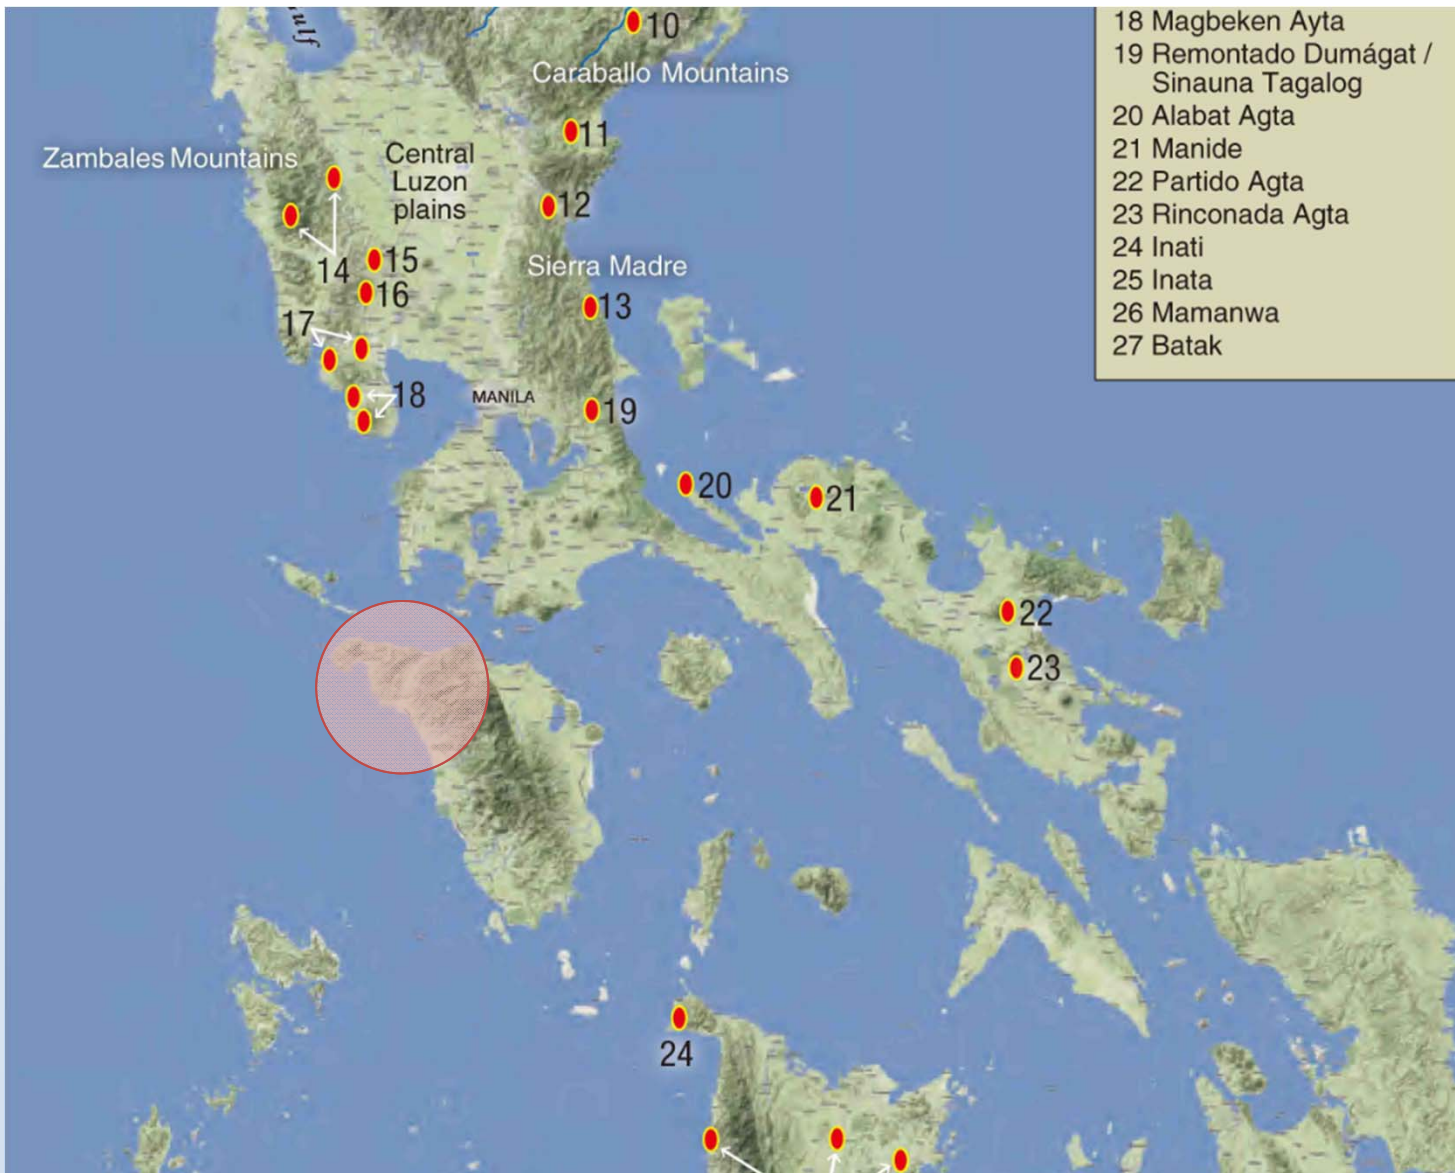 ulf
10
Caraballo Mountains
11
Zambales Mountains
Central
Luzon
plains
12
14
15
Sierra Madre
16
13
17
18
MANILA
19
20
21
22
23
24
18 Magbeken Ayta
19 Remontado Dumágat /
Sinauna Tagalog
20 Alabat Agta
21 Manide
22 Partido Agta
23 Rinconada Agta
24 Inati
25 Inata
26 Mamanwa
27 Batak